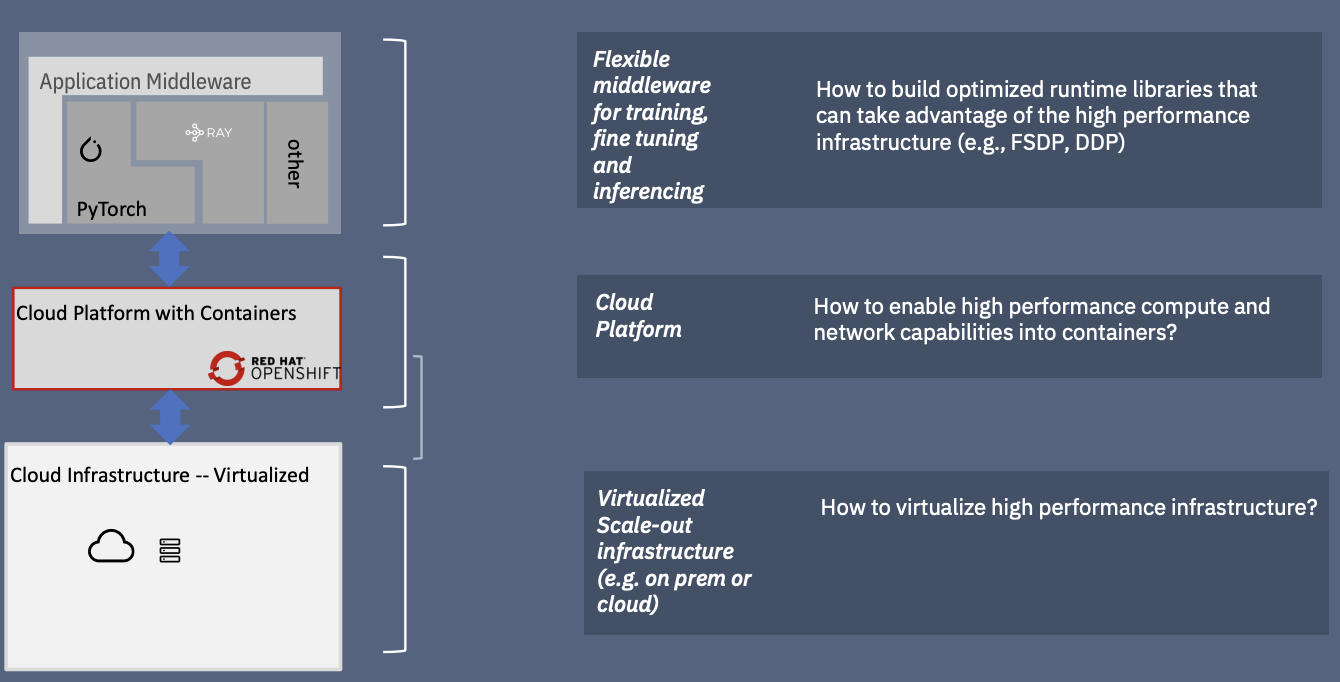 Application Middleware
RAY
other
PyTorch
Flexible
middleware
for training,
fine tuning
and
inferencing
How to build optimized runtime libraries that
can take advantage of the high performance
infrastructure (e.g., FSDP, DDP)
Cloud Platform with Containers
RED HAT
OPENSHIFT
Cloud
Platform
How to enable high performance compute and
network capabilities into containers?
Cloud Infrastructure -- Virtualized
Virtualized
Scale-out
infrastructure
(e.g. on prem or
cloud)
How to virtualize high performance infrastructure?